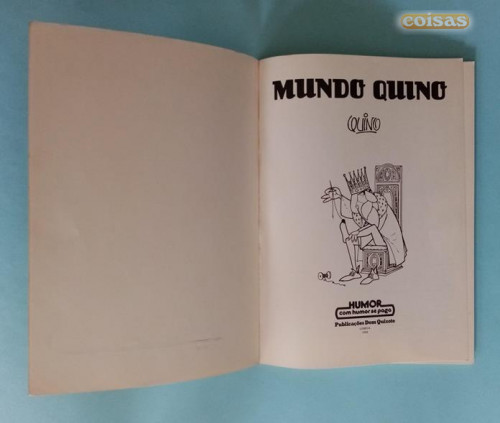 coisas
MUNDO QUINO
QUINO
HUMOR
com humor se paga
Publicações Dom Quixote